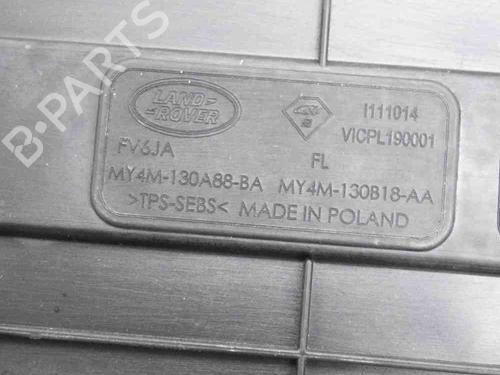 B-PARTS
LAND ROVER
I111014
VICPL190001
FV6JA
FL
MY4M-130A88-BA MY4M-130B18-AA
>TPS-SEBS< MADE IN POLAND